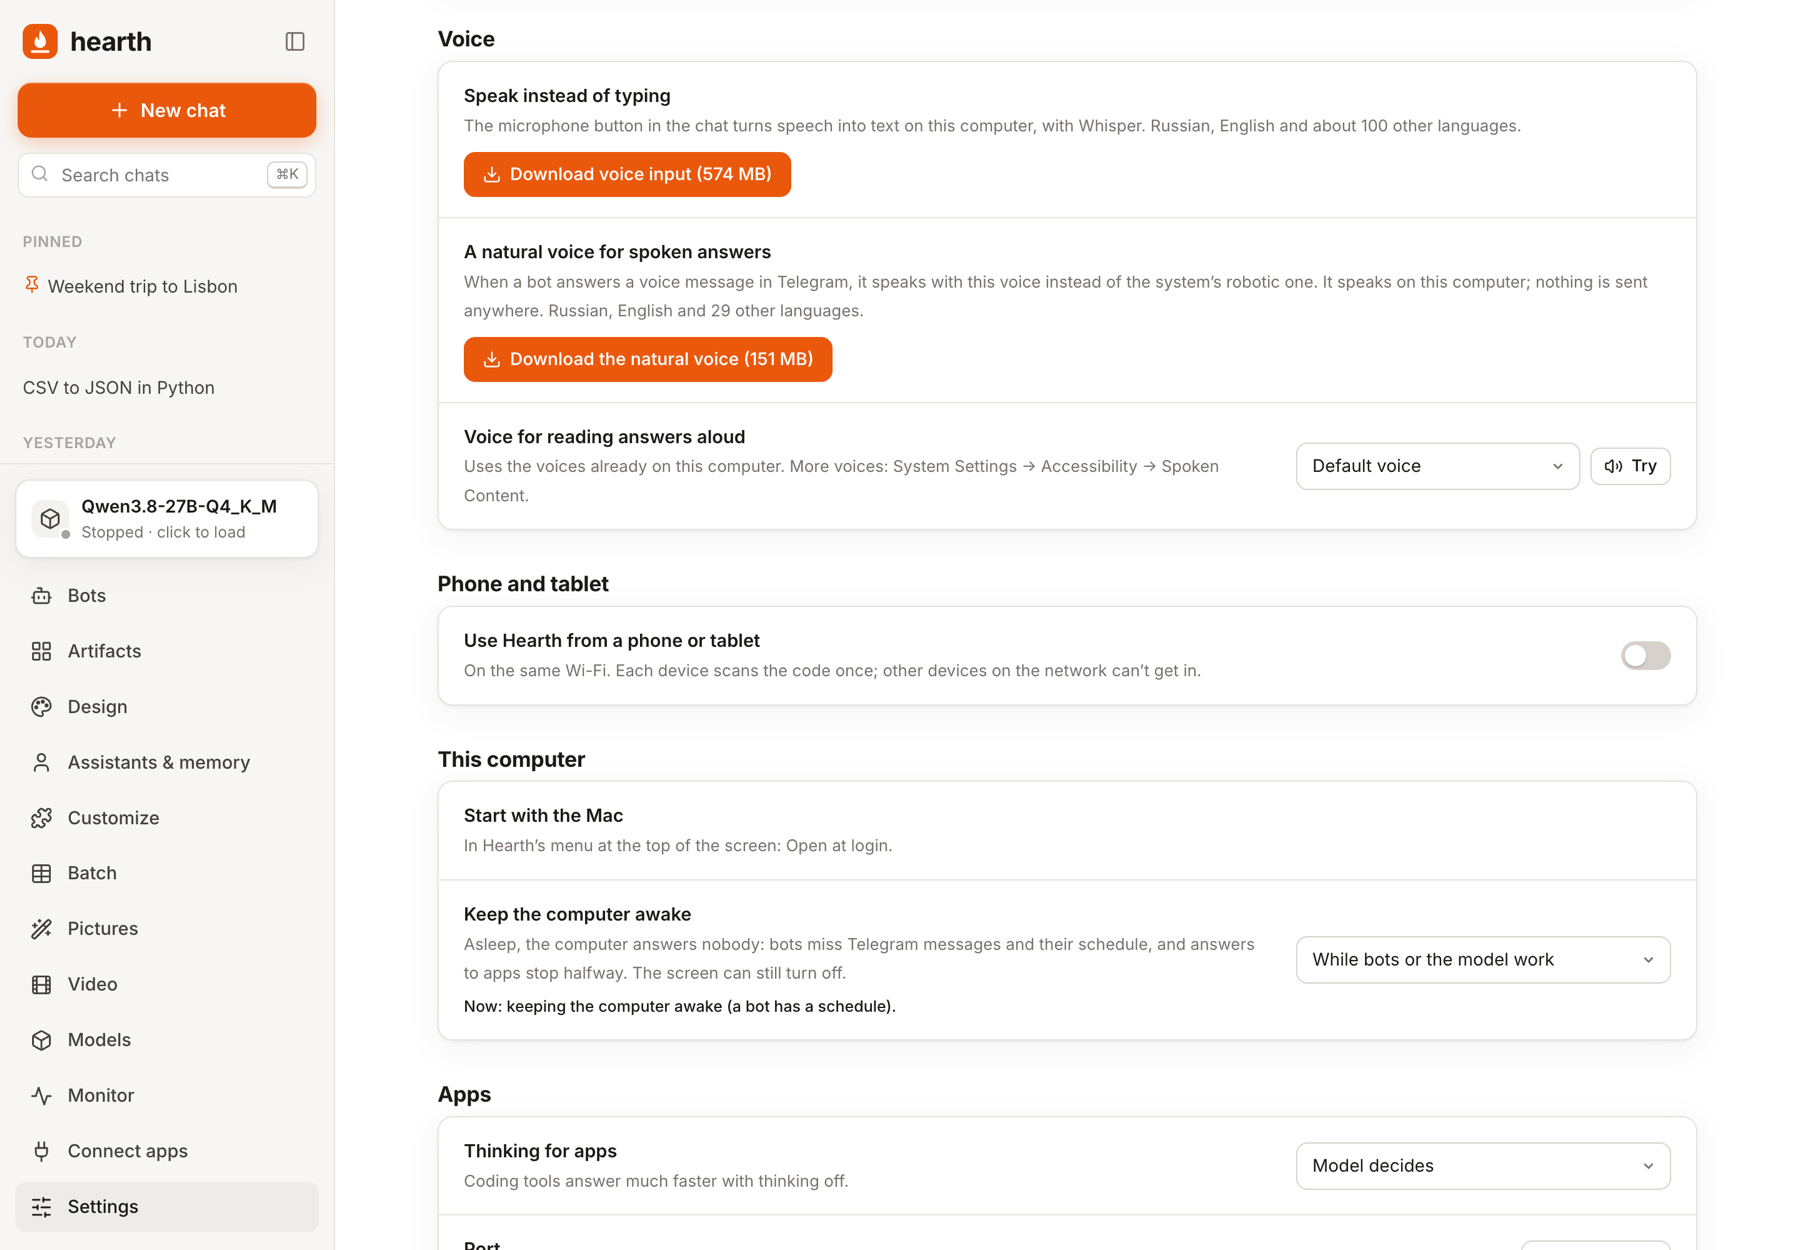 hearth
New chat
Search chats
⌘K
PINNED
Weekend trip to Lisbon
TODAY
CSV to JSON in Python
YESTERDAY
Qwen3.8-27B-Q4_K_M
Stopped · click to load
Bots
Artifacts
Design
Assistants & memory
Customize
Batch
Pictures
Video
Models
Monitor
Connect apps
Settings
Voice
Speak instead of typing
The microphone button in the chat turns speech into text on this computer, with Whisper. Russian, English and about 100 other languages.
Download voice input (574 MB)
A natural voice for spoken answers
When a bot answers a voice message in Telegram, it speaks with this voice instead of the system’s robotic one. It speaks on this computer; nothing is sent
anywhere. Russian, English and 29 other languages.
Download the natural voice (151 MB)
Voice for reading answers aloud
Uses the voices already on this computer. More voices: System Settings → Accessibility → Spoken
Content.
Default voice
Try
Phone and tablet
Use Hearth from a phone or tablet
On the same Wi-Fi. Each device scans the code once; other devices on the network can’t get in.
This computer
Start with the Mac
In Hearth’s menu at the top of the screen: Open at login.
Keep the computer awake
Asleep, the computer answers nobody: bots miss Telegram messages and their schedule, and answers
to apps stop halfway. The screen can still turn off.
Now: keeping the computer awake (a bot has a schedule).
While bots or the model work
Apps
Thinking for apps
Coding tools answer much faster with thinking off.
Model decides
Port